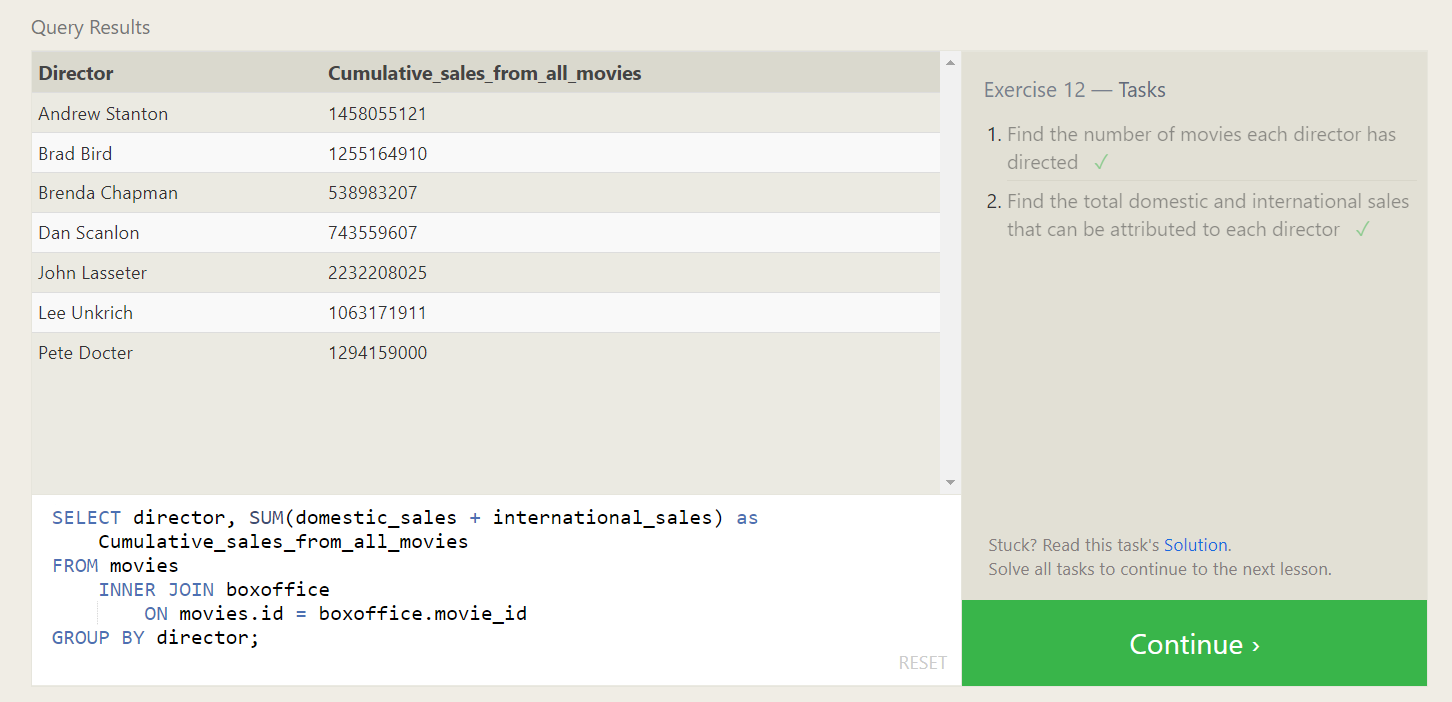 Query Results
Director Cumulative_sales_from_all_movies
Andrew Stanton 1458055121
Brad Bird 1255164910
Brenda Chapman 538983207
Dan Scanlon 743559607
John Lasseter 2232208025
Lee Unkrich 1063171911
Pete Docter 1294159000
SELECT director, SUM(domestic_sales + international_sales) as
    Cumulative_sales_from_all_movies
FROM movies
    INNER JOIN boxoffice
        ON movies.id = boxoffice.movie_id
GROUP BY director;
RESET
Exercise 12 — Tasks
1. Find the number of movies each director has
directed ✓
2. Find the total domestic and international sales
that can be attributed to each director ✓
Stuck? Read this task's Solution.
Solve all tasks to continue to the next lesson.
Continue ›